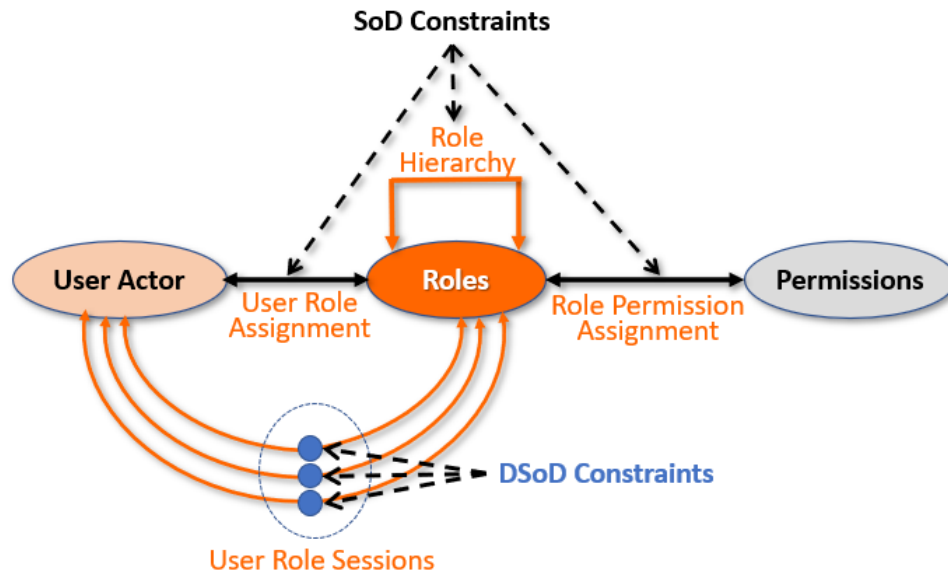 SoD Constraints
Role
Hierarchy
User Actor
Roles
Permissions
User Role
Assignment
Role Permission
Assignment
DSoD Constraints
User Role Sessions